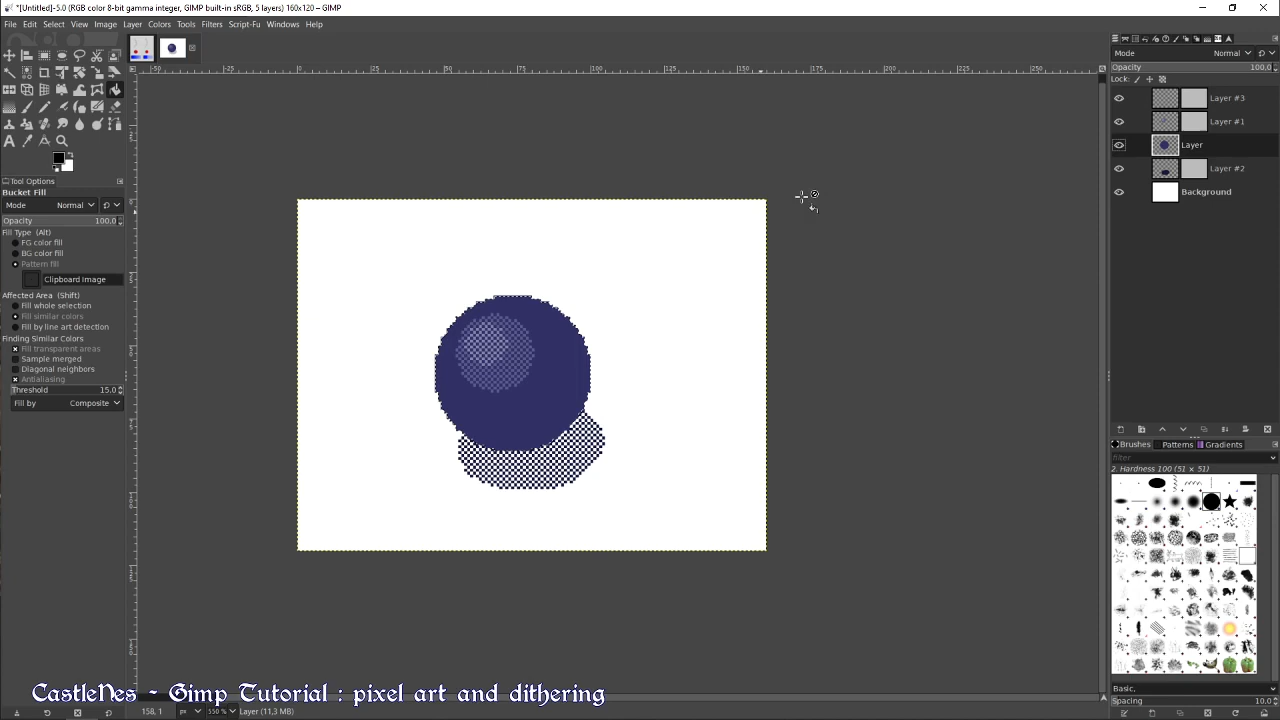 *[Untitled]-5.0 (RGB color 8-bit gamma integer, GIMP built-in sRGB, 5 layers) 160x120 – GIMP
File Edit Select View Image Layer Colors Tools Filters Script-Fu Windows Help
Tool Options
Bucket Fill
Mode Normal
Opacity 100,0
Fill Type (Alt)
FG color fill
BG color fill
Pattern fill
Clipboard Image
Affected Area (Shift)
Fill whole selection
Fill similar colors
Fill by line art detection
Finding Similar Colors
Fill transparent areas
Sample merged
Diagonal neighbors
Antialiasing
Threshold 15,0
Fill by Composite
Mode Normal
Opacity 100,0
Lock:
Layer #3
Layer #1
Layer
Layer #2
Background
Brushes Patterns Gradients
filter
2. Hardness 100 (51 × 51)
Basic,
Spacing 10,0
CastleNes - Gimp Tutorial : pixel art and dithering
158, 1 px 550 % Layer (11,3 MB)